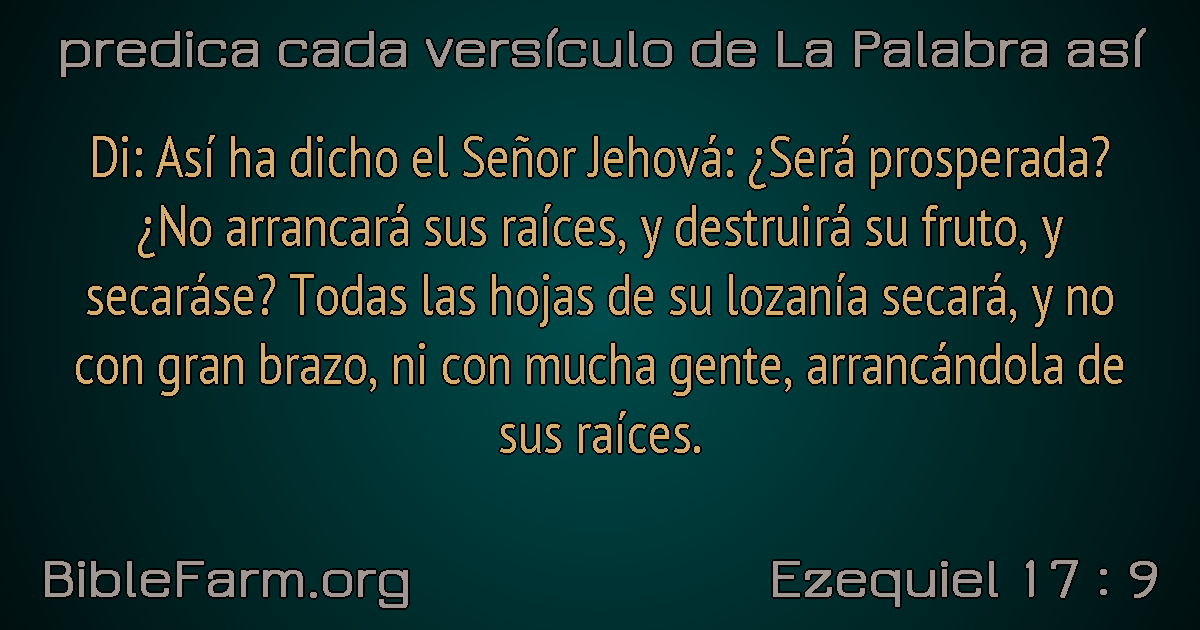 predica cada versículo de La Palabra así
Di: Así ha dicho el Señor Jehová: ¿Será prosperada?
¿No arrancará sus raíces, y destruirá su fruto, y
secaráse? Todas las hojas de su lozanía secará, y no
con gran brazo, ni con mucha gente, arrancándola de
sus raíces.
BibleFarm.org
Ezequiel 17 : 9